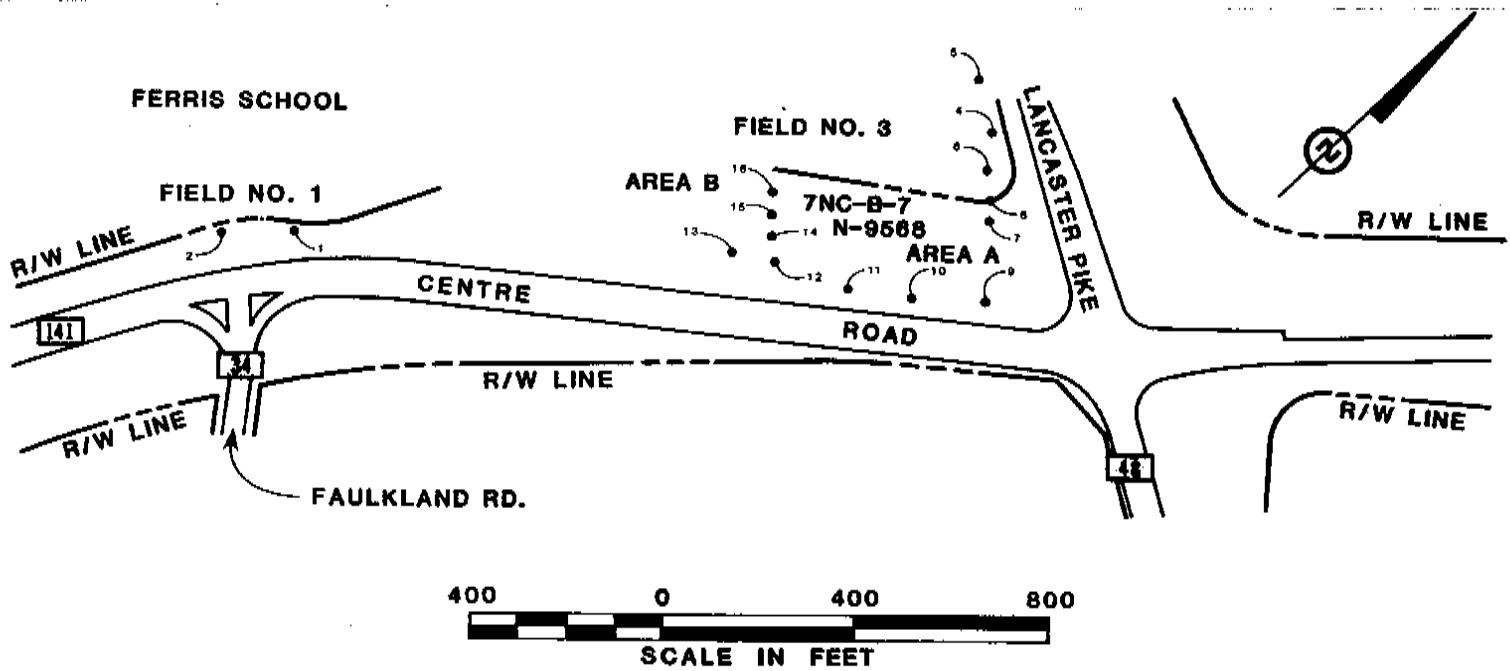 FERRIS SCHOOL
FIELD NO. 3
FIELD NO. 1
AREA B
7NC-B-7
N-9568
AREA A
LANCASTER PIKE
N
R/W LINE
R/W LINE
CENTRE ROAD
141
34
R/W LINE
R/W LINE
R/W LINE
FAULKLAND RD.
5
4
6
8
7
9
10
11
12
13
14
15
16
1
2
400 0 400 800
SCALE IN FEET